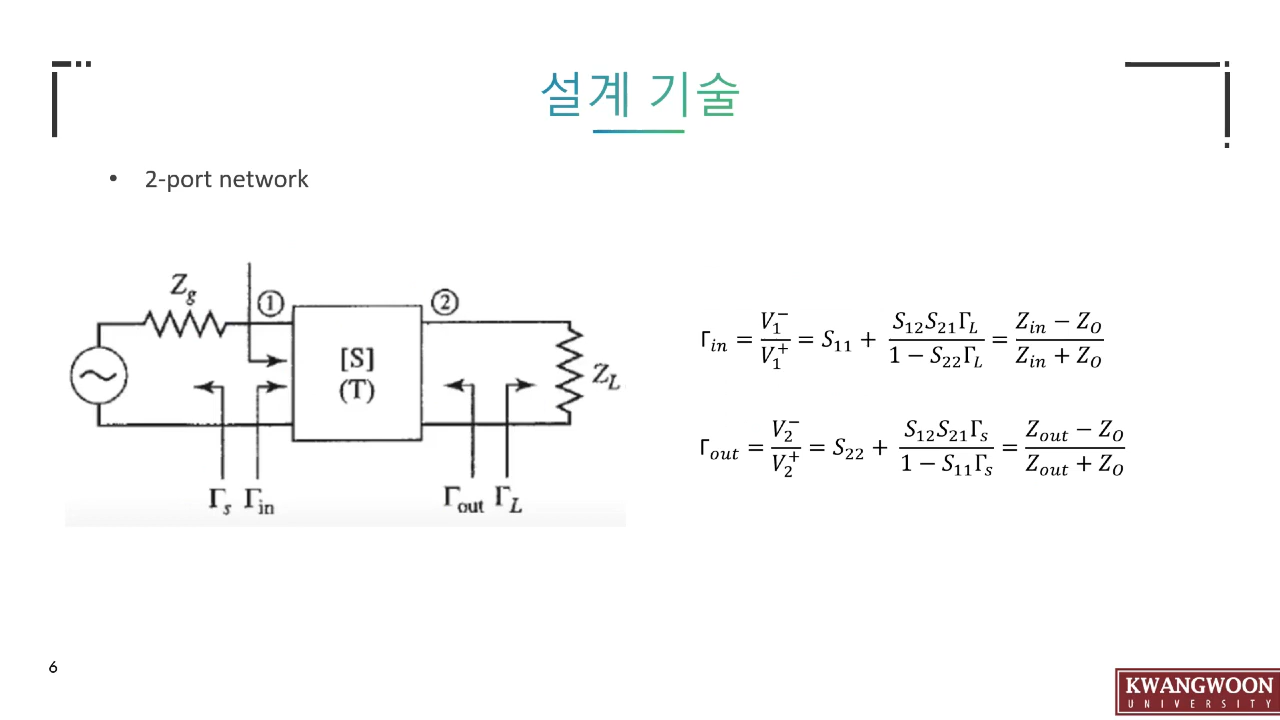 설계 기술
• 2-port network
Z_g
① ②
[S]
(T)
Z_L
Γ_s Γ_in Γ_out Γ_L
Γ_in = V_1^- / V_1^+ = S_11 + S_12 S_21 Γ_L / (1 − S_22 Γ_L) = (Z_in − Z_O) / (Z_in + Z_O)
Γ_out = V_2^- / V_2^+ = S_22 + S_12 S_21 Γ_s / (1 − S_11 Γ_s) = (Z_out − Z_O) / (Z_out + Z_O)
6
KWANGWOON
UNIVERSITY